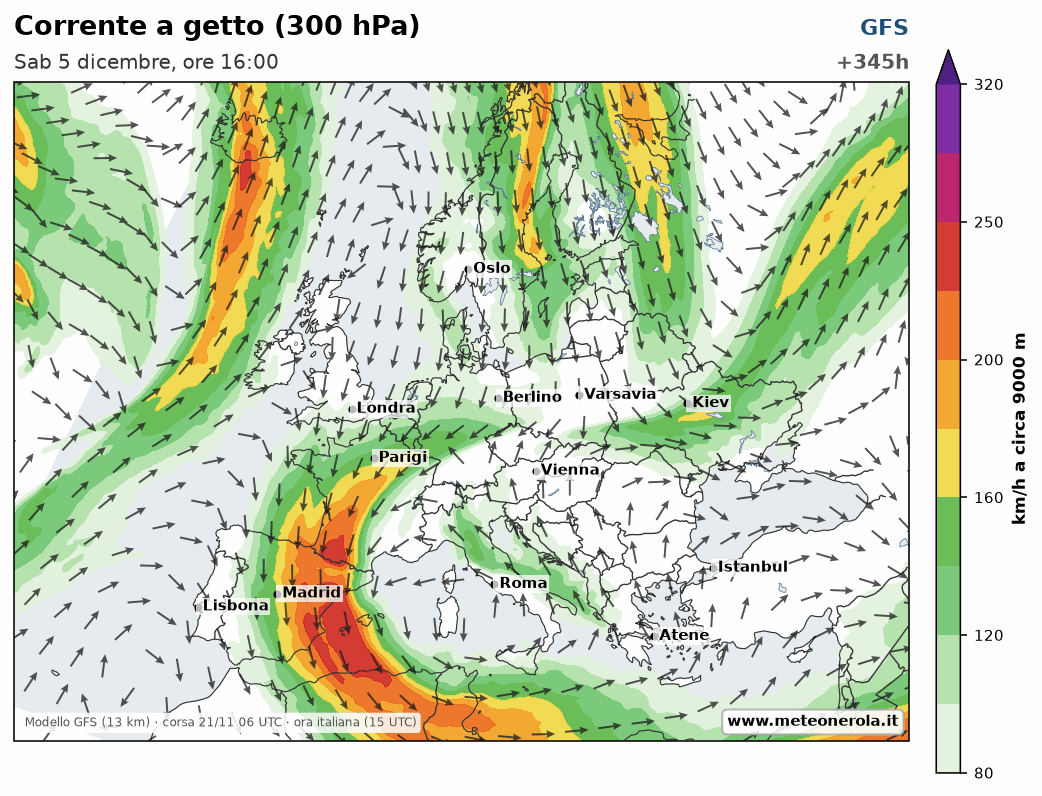 Corrente a getto (300 hPa)
GFS
Sab 5 dicembre, ore 16:00
+345h
320
250
200
160
120
80
km/h a circa 9000 m
Oslo
Berlino
Varsavia
Kiev
Londra
Parigi
Vienna
Istanbul
Roma
Madrid
Lisbona
Atene
Modello GFS (13 km) · corsa 21/11 06 UTC · ora italiana (15 UTC)
www.meteonerola.it